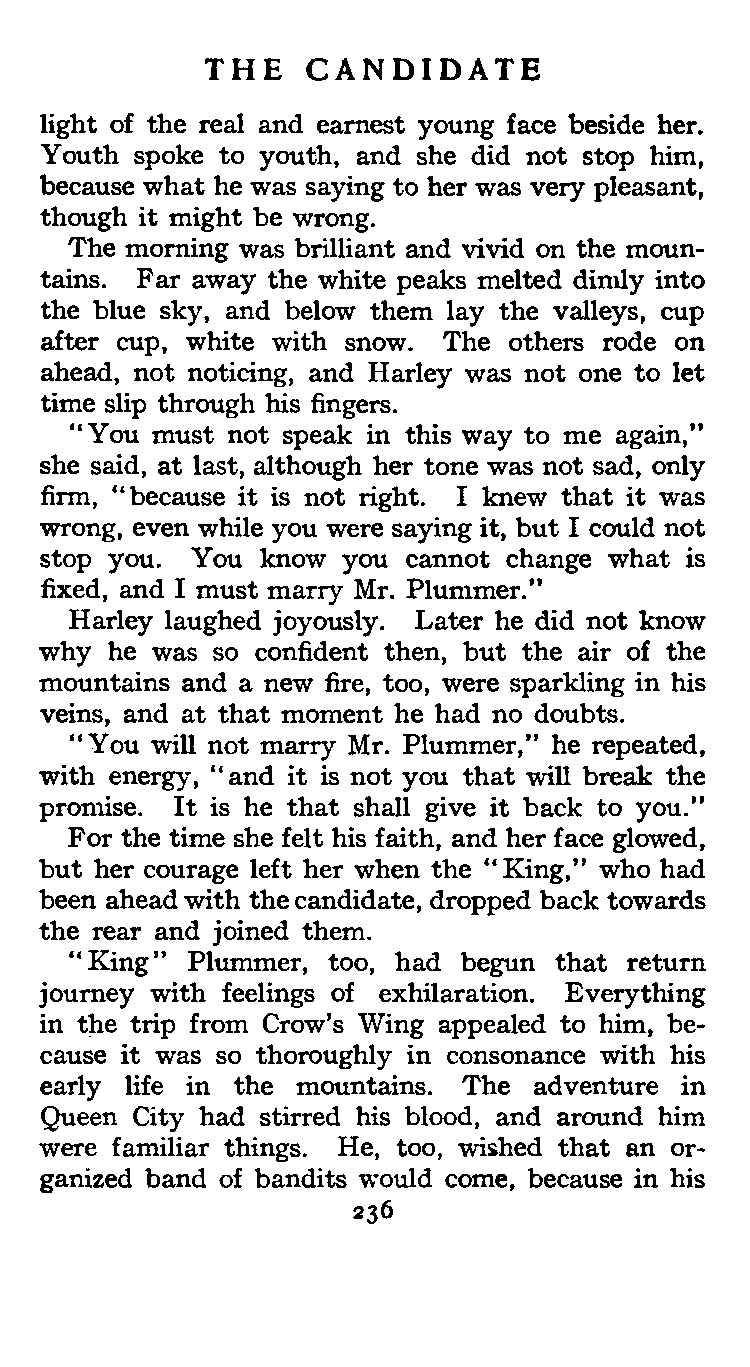 THE CANDIDATE
light of the real and earnest young face beside her.
Youth spoke to youth, and she did not stop him,
because what he was saying to her was very pleasant,
though it might be wrong.
The morning was brilliant and vivid on the moun-
tains. Far away the white peaks melted dimly into
the blue sky, and below them lay the valleys, cup
after cup, white with snow. The others rode on
ahead, not noticing, and Harley was not one to let
time slip through his fingers.
"You must not speak in this way to me again,"
she said, at last, although her tone was not sad, only
firm, "because it is not right. I knew that it was
wrong, even while you were saying it, but I could not
stop you. You know you cannot change what is
fixed, and I must marry Mr. Plummer."
Harley laughed joyously. Later he did not know
why he was so confident then, but the air of the
mountains and a new fire, too, were sparkling in his
veins, and at that moment he had no doubts.
"You will not marry Mr. Plummer," he repeated,
with energy, "and it is not you that will break the
promise. It is he that shall give it back to you."
For the time she felt his faith, and her face glowed,
but her courage left her when the "King," who had
been ahead with the candidate, dropped back towards
the rear and joined them.
"King" Plummer, too, had begun that return
journey with feelings of exhilaration. Everything
in the trip from Crow's Wing appealed to him, be-
cause it was so thoroughly in consonance with his
early life in the mountains. The adventure in
Queen City had stirred his blood, and around him
were familiar things. He, too, wished that an or-
ganized band of bandits would come, because in his
236